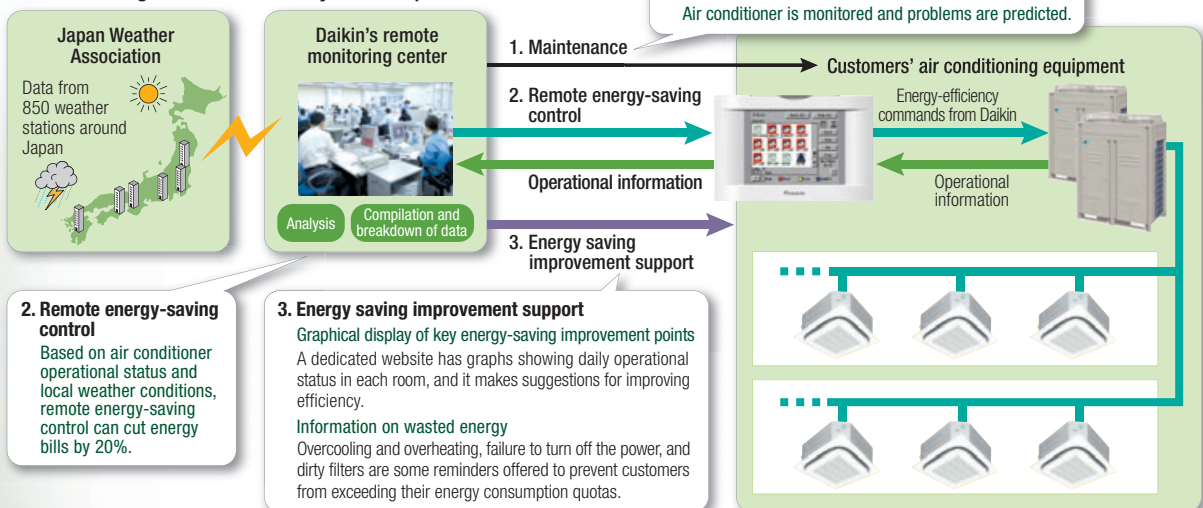 Air conditioner is monitored and problems are predicted.
Japan Weather
Association
Data from
850 weather
stations around
Japan
Daikin's remote
monitoring center
Analysis
Compilation and
breakdown of data
1. Maintenance
2. Remote energy-saving
control
Operational information
3. Energy saving
improvement support
Customers' air conditioning equipment
Energy-efficiency
commands from Daikin
Operational
information
2. Remote energy-saving
control
Based on air conditioner
operational status and
local weather conditions,
remote energy-saving
control can cut energy
bills by 20%.
3. Energy saving improvement support
Graphical display of key energy-saving improvement points
A dedicated website has graphs showing daily operational
status in each room, and it makes suggestions for improving
efficiency.
Information on wasted energy
Overcooling and overheating, failure to turn off the power, and
dirty filters are some reminders offered to prevent customers
from exceeding their energy consumption quotas.